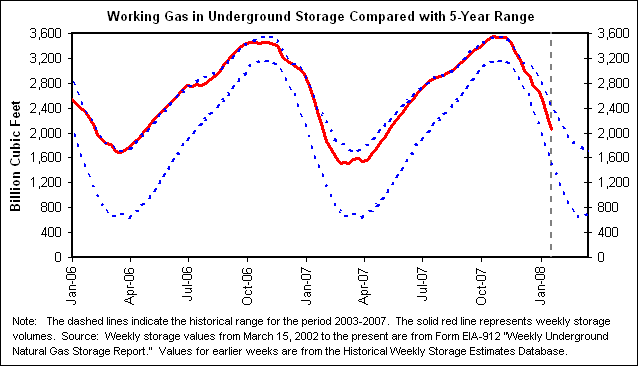 Working Gas in Underground Storage Compared with 5-Year Range
Billion Cubic Feet
3,600
3,200
2,800
2,400
2,000
1,600
1,200
800
400
0
3,600
3,200
2,800
2,400
2,000
1,600
1,200
800
400
0
Jan-06
Apr-06
Jul-06
Oct-06
Jan-07
Apr-07
Jul-07
Oct-07
Jan-08
Note: The dashed lines indicate the historical range for the period 2003-2007. The solid red line represents weekly storage
volumes. Source: Weekly storage values from March 15, 2002 to the present are from Form EIA-912 "Weekly Underground
Natural Gas Storage Report." Values for earlier weeks are from the Historical Weekly Storage Estimates Database.